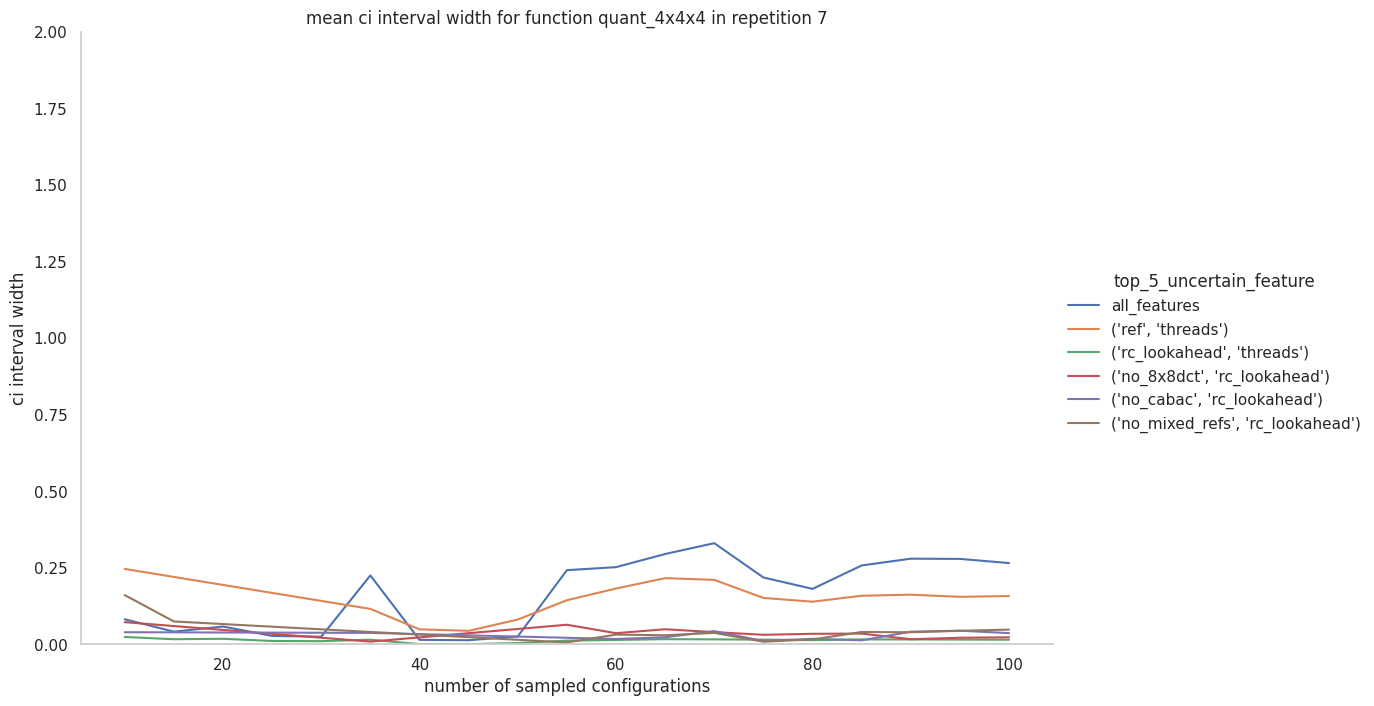 mean ci interval width for function quant_4x4x4 in repetition 7
2.00
1.75
1.50
1.25
1.00
0.75
0.50
0.25
0.00
ci interval width
20
40
60
80
100
number of sampled configurations
top_5_uncertain_feature
all_features
('ref', 'threads')
('rc_lookahead', 'threads')
('no_8x8dct', 'rc_lookahead')
('no_cabac', 'rc_lookahead')
('no_mixed_refs', 'rc_lookahead')